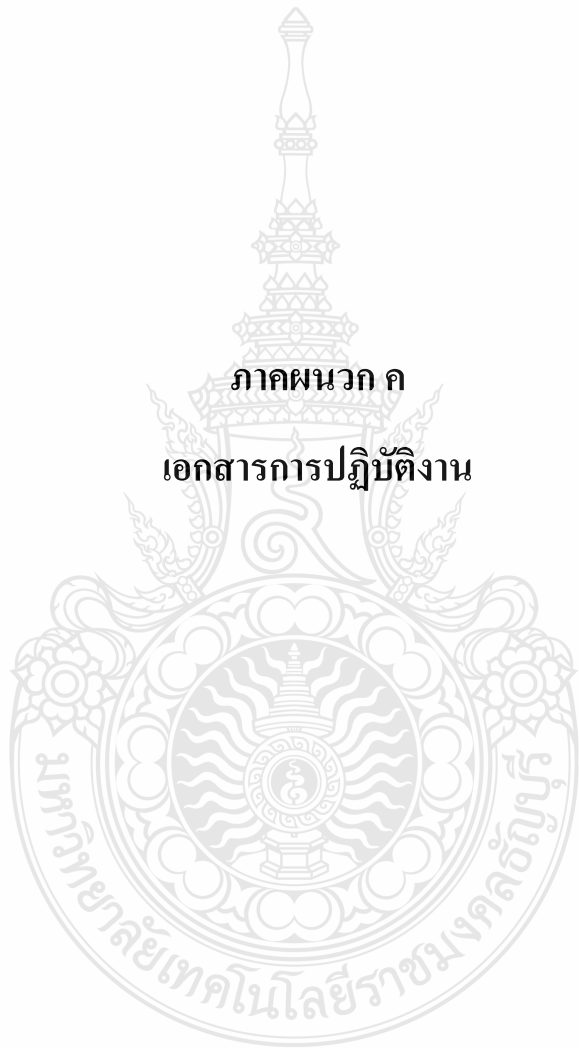 ภาคผนวก ค
เอกสารการปฏิบัติงาน
มหาวิทยาลัยเทคโนโลยีราชมงคลธัญบุรี